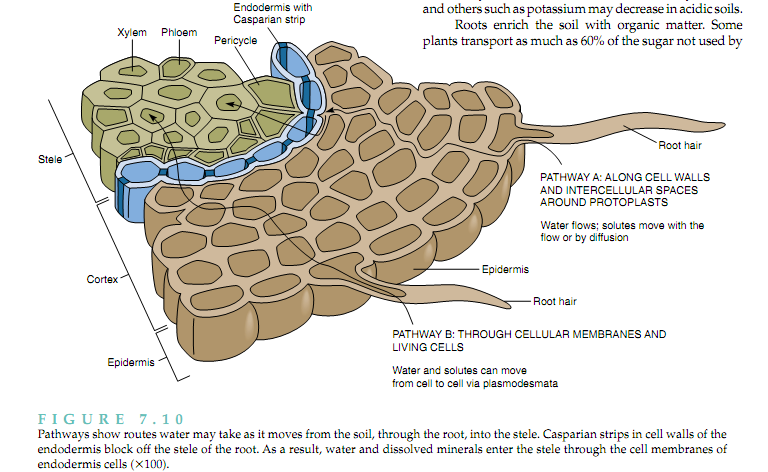 and others such as potassium may decrease in acidic soils.
Roots enrich the soil with organic matter. Some
plants transport as much as 60% of the sugar not used by
Endodermis with
Casparian strip
Xylem
Phloem
Pericycle
Stele
Cortex
Epidermis
Root hair
PATHWAY A: ALONG CELL WALLS
AND INTERCELLULAR SPACES
AROUND PROTOPLASTS
Water flows; solutes move with the
flow or by diffusion
Epidermis
Root hair
PATHWAY B: THROUGH CELLULAR MEMBRANES AND
LIVING CELLS
Water and solutes can move
from cell to cell via plasmodesmata
FIGURE 7.10
Pathways show routes water may take as it moves from the soil, through the root, into the stele. Casparian strips in cell walls of the
endodermis block off the stele of the root. As a result, water and dissolved minerals enter the stele through the cell membranes of
endodermis cells (×100).